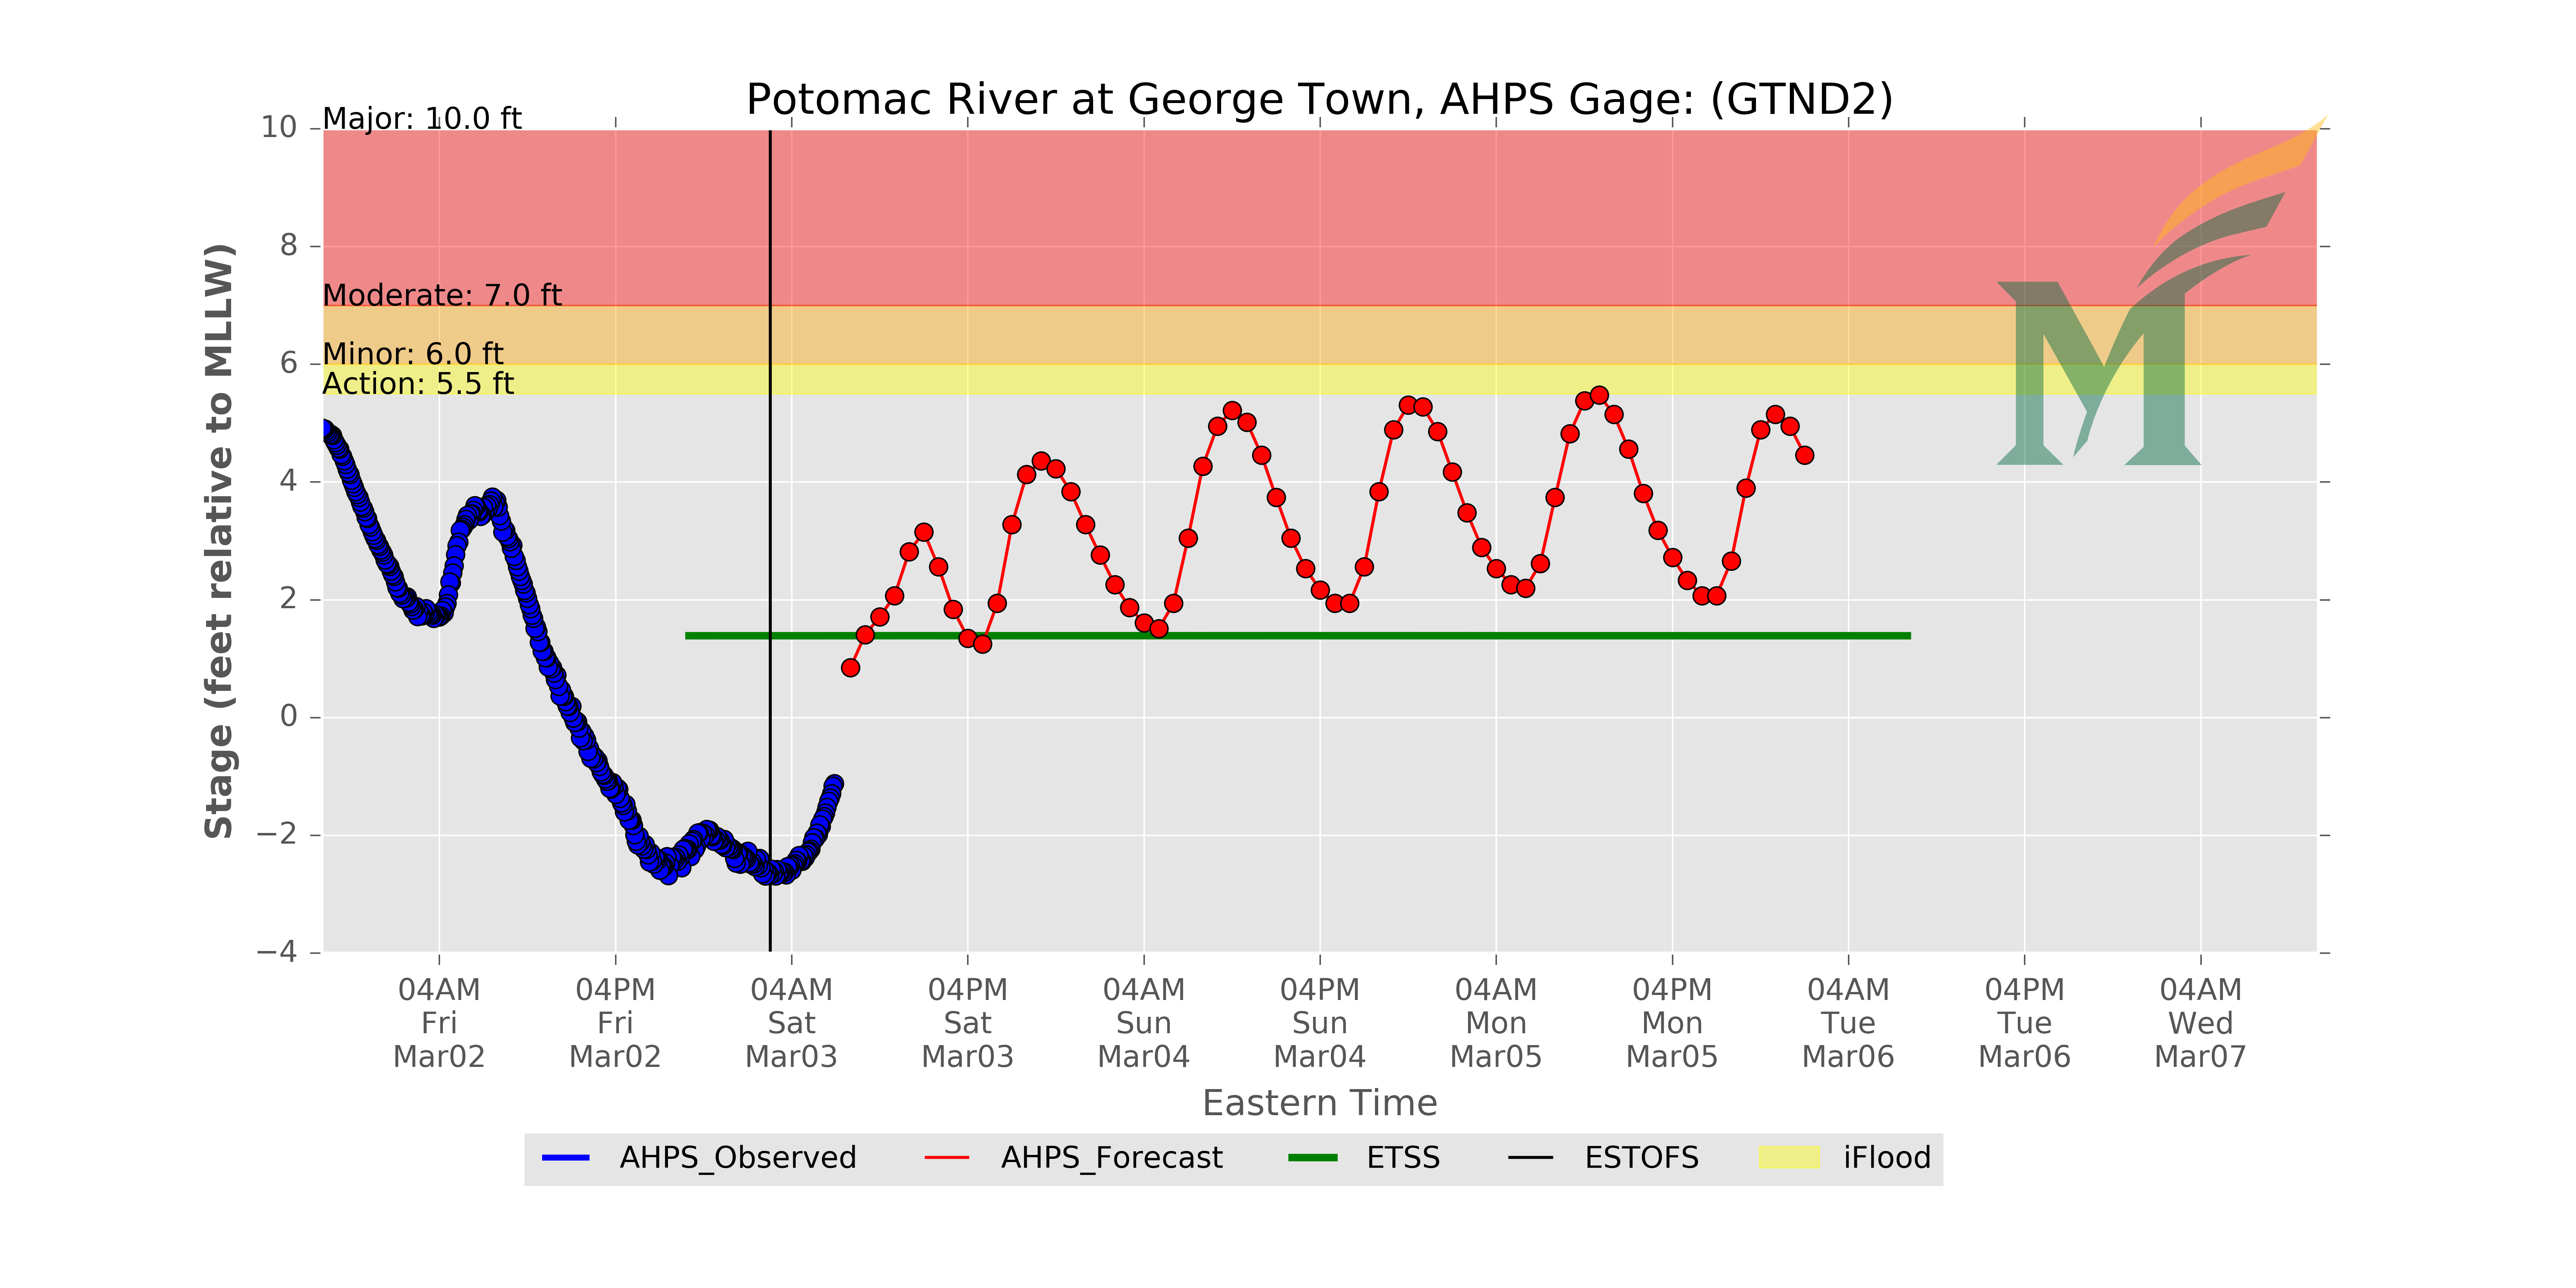 Potomac River at George Town, AHPS Gage: (GTND2)
Major: 10.0 ft
Moderate: 7.0 ft
Minor: 6.0 ft
Action: 5.5 ft
Stage (feet relative to MLLW)
10
8
6
4
2
0
−2
−4
04AM
Fri
Mar02
04PM
Fri
Mar02
04AM
Sat
Mar03
04PM
Sat
Mar03
04AM
Sun
Mar04
04PM
Sun
Mar04
04AM
Mon
Mar05
04PM
Mon
Mar05
04AM
Tue
Mar06
04PM
Tue
Mar06
04AM
Wed
Mar07
Eastern Time
AHPS_Observed
AHPS_Forecast
ETSS
ESTOFS
iFlood
M